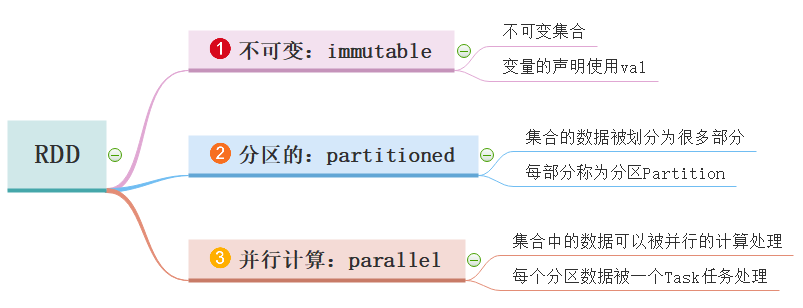 RDD
1 不可变：immutable
不可变集合
变量的声明使用val
2 分区的：partitioned
集合的数据被划分为很多部分
每部分称为分区Partition
3 并行计算：parallel
集合中的数据可以被并行的计算处理
每个分区数据被一个Task任务处理